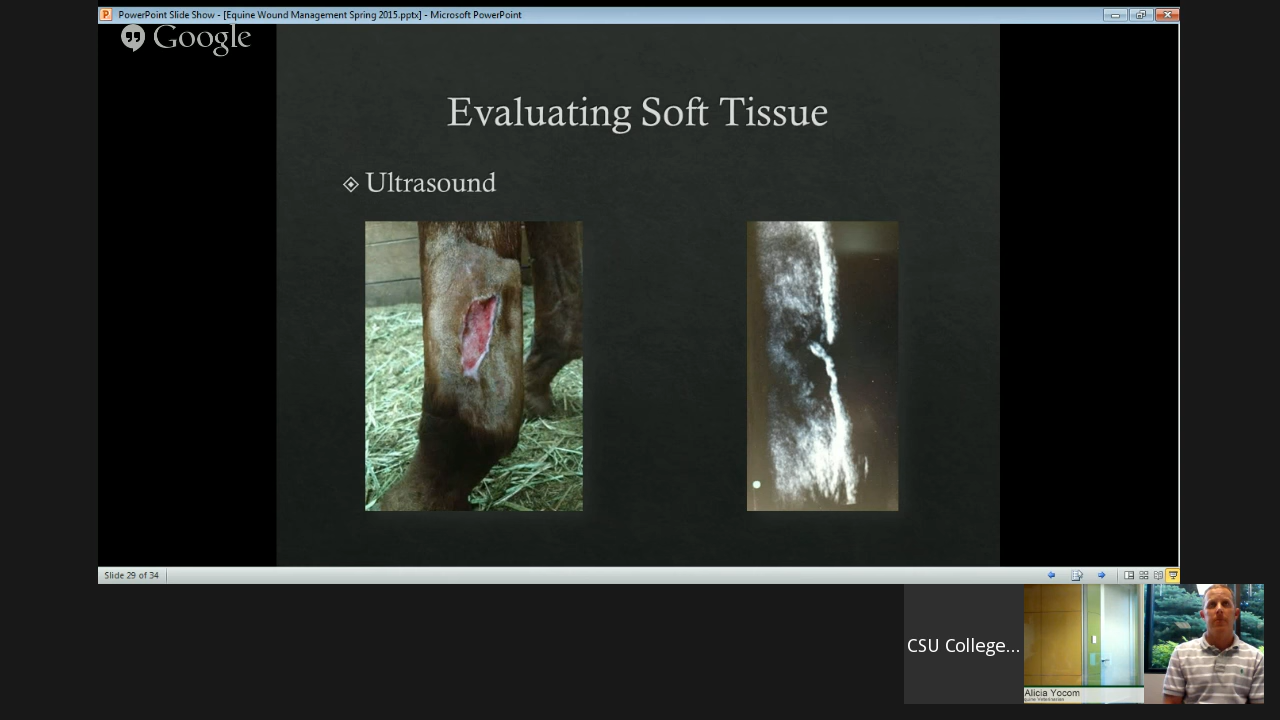 PowerPoint Slide Show - [Equine Wound Management Spring 2015.pptx] - Microsoft PowerPoint
Google
Evaluating Soft Tissue
Ultrasound
Slide 29 of 34
CSU College...
Alicia Yocom